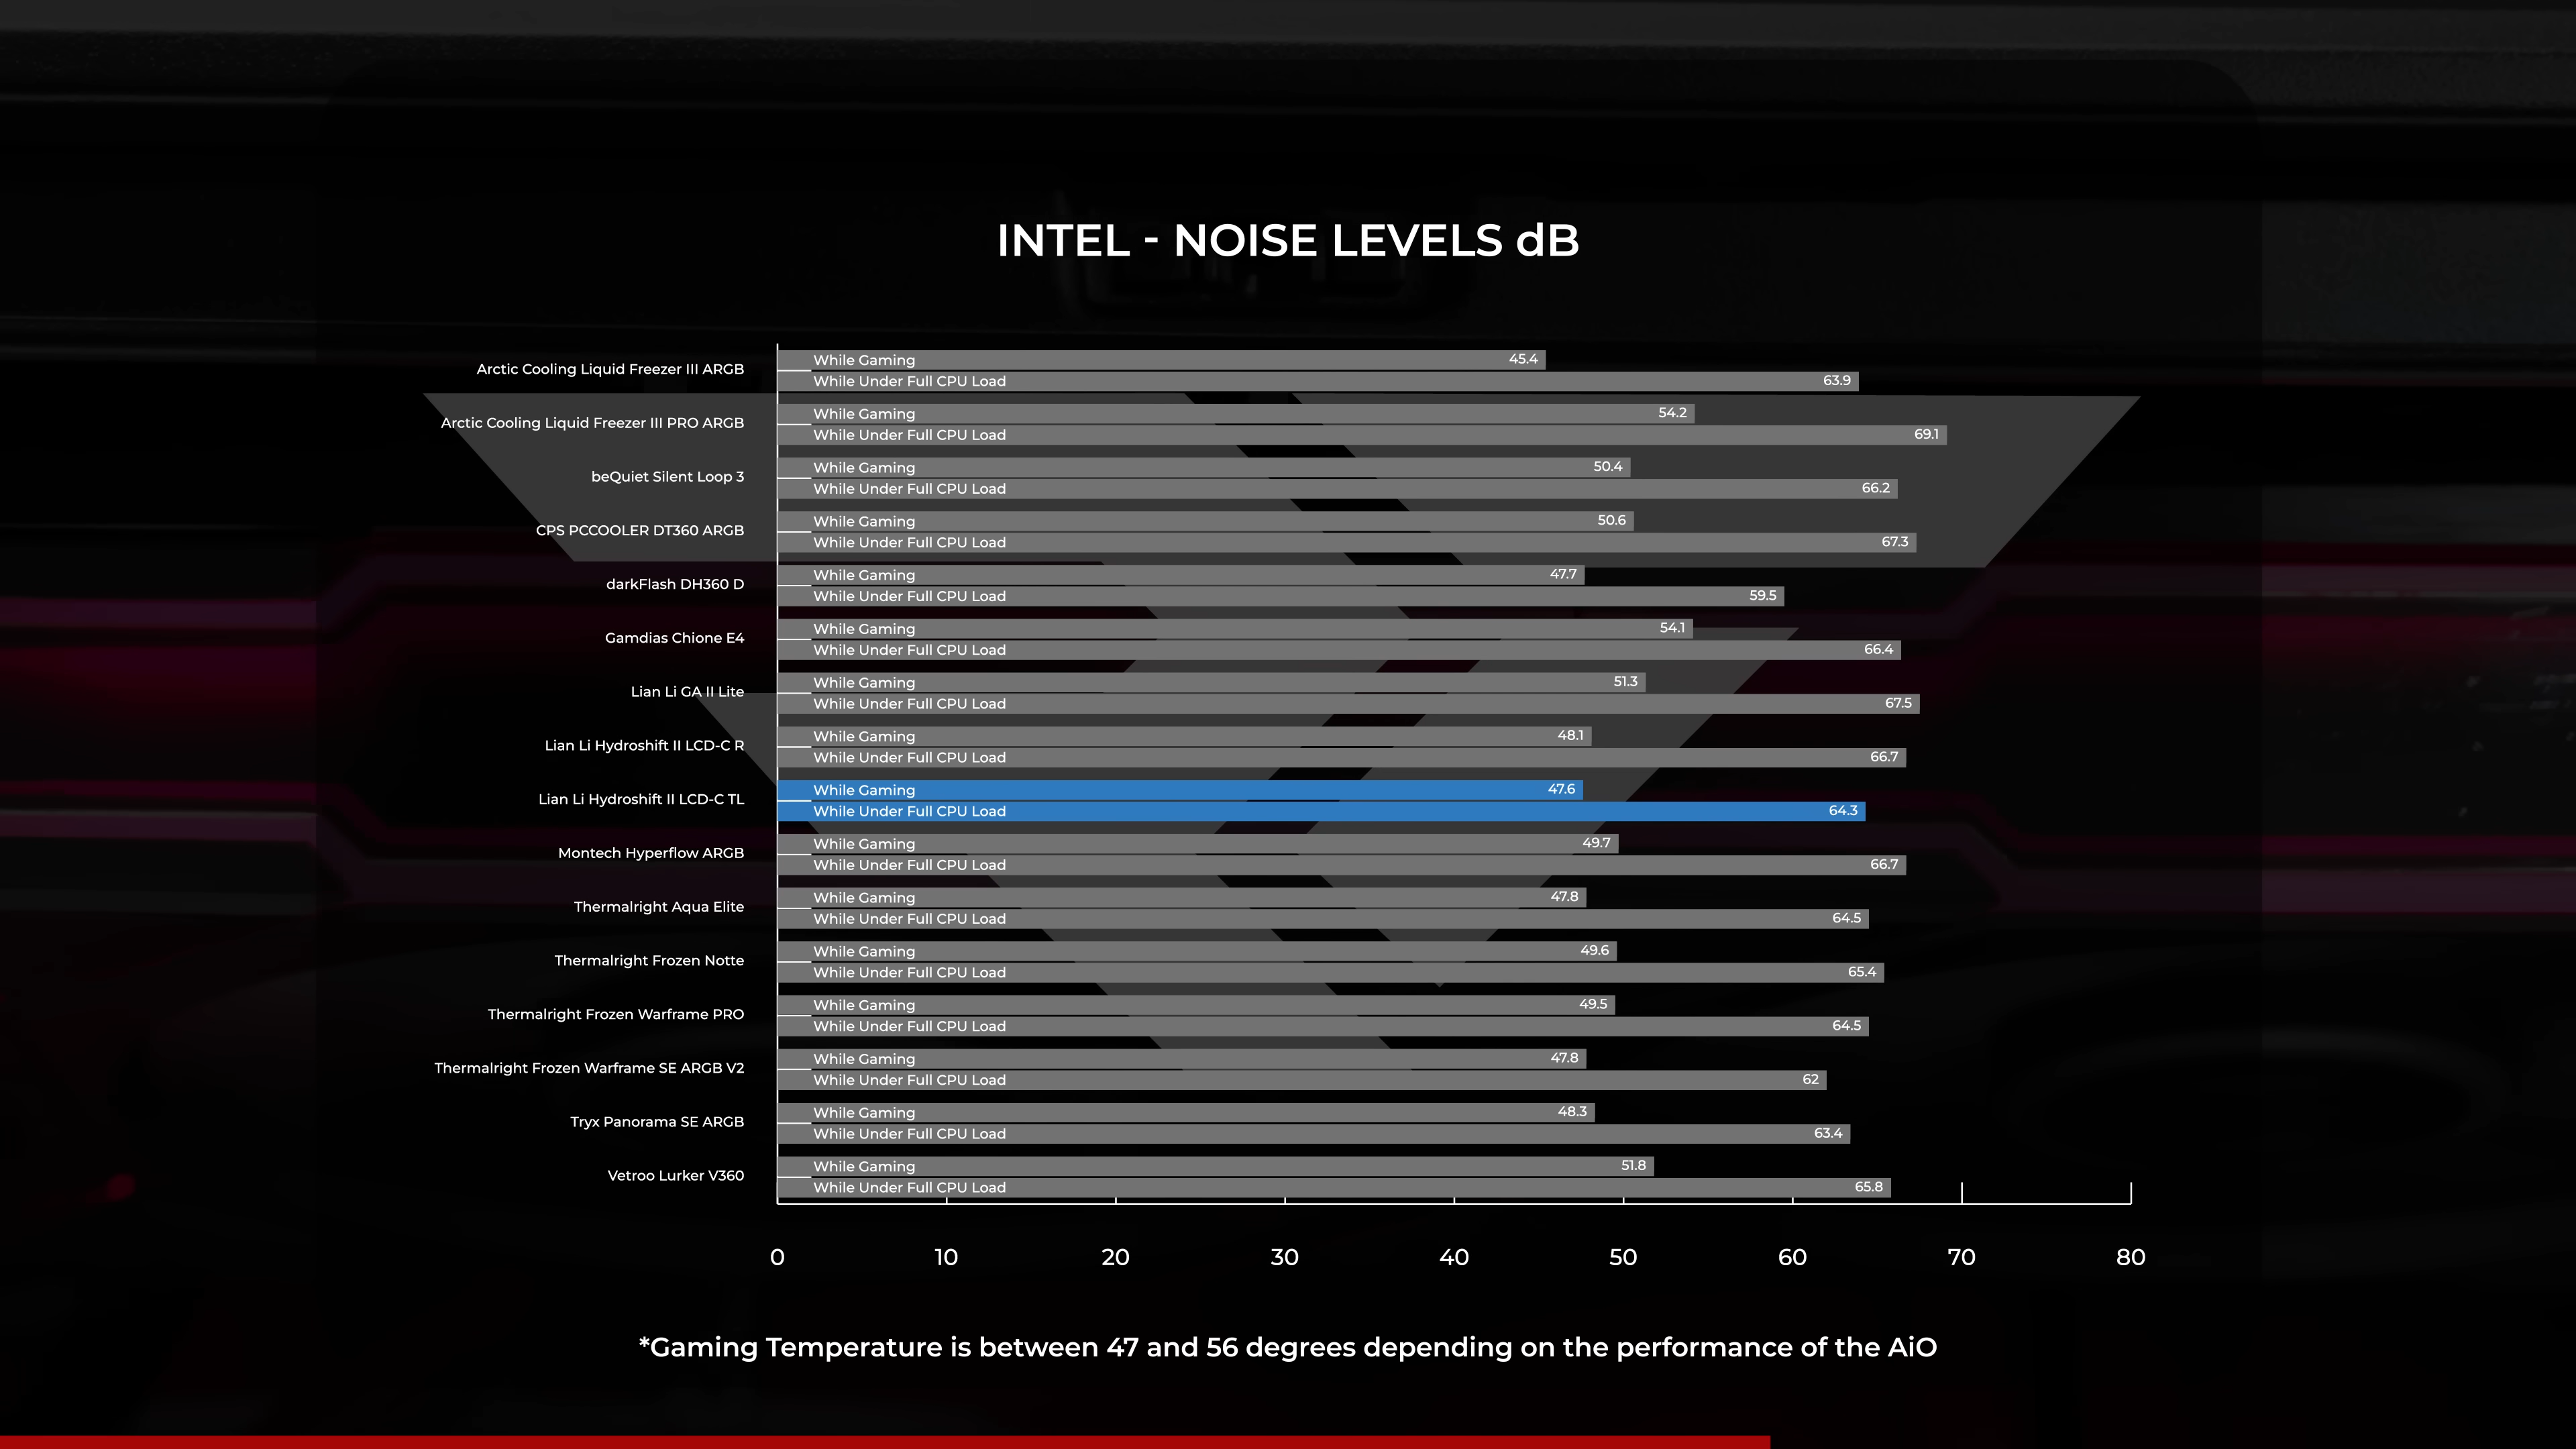 INTEL - NOISE LEVELS dB
Arctic Cooling Liquid Freezer III ARGB
While Gaming 45.4
While Under Full CPU Load 63.9
Arctic Cooling Liquid Freezer III PRO ARGB
While Gaming 54.2
While Under Full CPU Load 69.1
beQuiet Silent Loop 3
While Gaming 50.4
While Under Full CPU Load 66.2
CPS PCCOOLER DT360 ARGB
While Gaming 50.6
While Under Full CPU Load 67.3
darkFlash DH360 D
While Gaming 47.7
While Under Full CPU Load 59.5
Gamdias Chione E4
While Gaming 54.1
While Under Full CPU Load 66.4
Lian Li GA II Lite
While Gaming 51.3
While Under Full CPU Load 67.5
Lian Li Hydroshift II LCD-C R
While Gaming 48.1
While Under Full CPU Load 66.7
Lian Li Hydroshift II LCD-C TL
While Gaming 47.6
While Under Full CPU Load 64.3
Montech Hyperflow ARGB
While Gaming 49.7
While Under Full CPU Load 66.7
Thermalright Aqua Elite
While Gaming 47.8
While Under Full CPU Load 64.5
Thermalright Frozen Notte
While Gaming 49.6
While Under Full CPU Load 65.4
Thermalright Frozen Warframe PRO
While Gaming 49.5
While Under Full CPU Load 64.5
Thermalright Frozen Warframe SE ARGB V2
While Gaming 47.8
While Under Full CPU Load 62
Tryx Panorama SE ARGB
While Gaming 48.3
While Under Full CPU Load 63.4
Vetroo Lurker V360
While Gaming 51.8
While Under Full CPU Load 65.8
0 10 20 30 40 50 60 70 80
*Gaming Temperature is between 47 and 56 degrees depending on the performance of the AiO